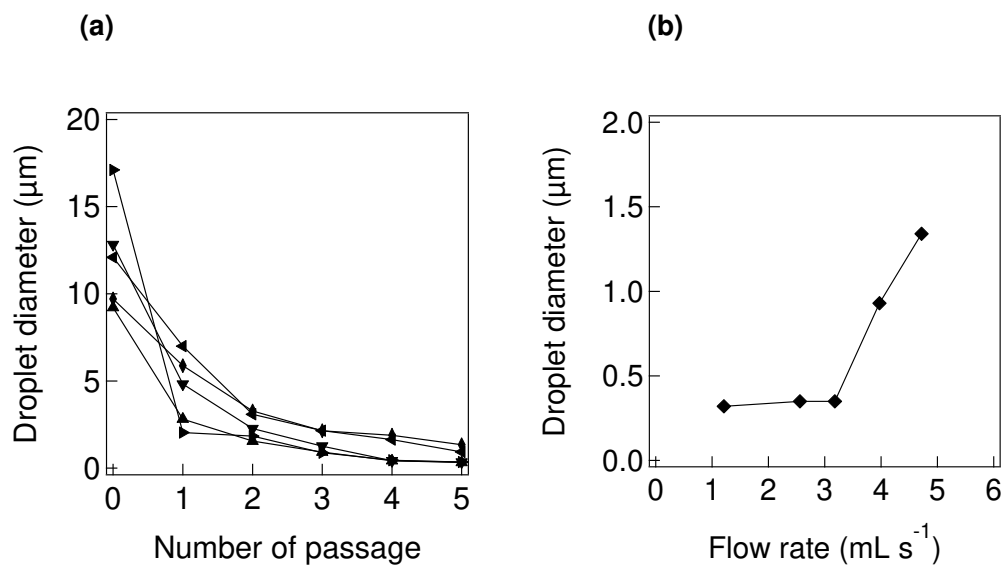 (a)
(b)
20
15
10
5
0
Droplet diameter (µm)
0 1 2 3 4 5
Number of passage
2.0
1.5
1.0
0.5
0.0
Droplet diameter (µm)
0 1 2 3 4 5 6
Flow rate (mL s⁻¹)